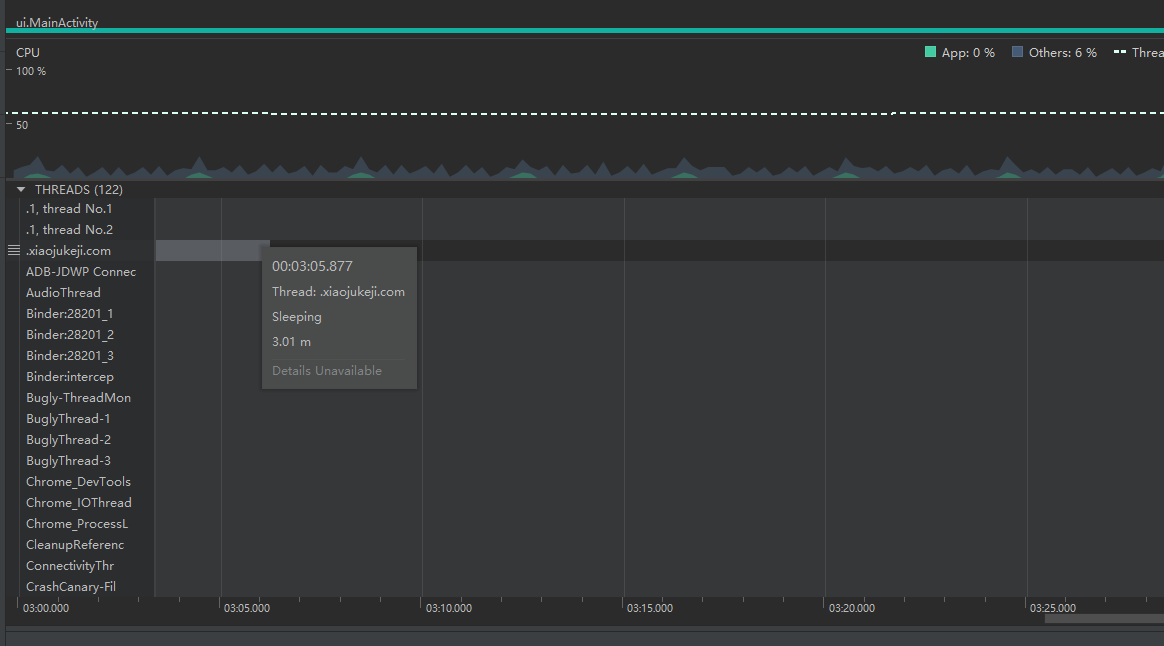 ui.MainActivity
CPU
App: 0 %
Others: 6 %
Threa
100 %
50
THREADS (122)
.1, thread No.1
.1, thread No.2
.xiaojukeji.com
ADB-JDWP Connec
AudioThread
Binder:28201_1
Binder:28201_2
Binder:28201_3
Binder:intercep
Bugly-ThreadMon
BuglyThread-1
BuglyThread-2
BuglyThread-3
Chrome_DevTools
Chrome_IOThread
Chrome_ProcessL
CleanupReferenc
ConnectivityThr
CrashCanary-Fil
00:03:05.877
Thread: .xiaojukeji.com
Sleeping
3.01 m
Details Unavailable
03:00.000
03:05.000
03:10.000
03:15.000
03:20.000
03:25.000